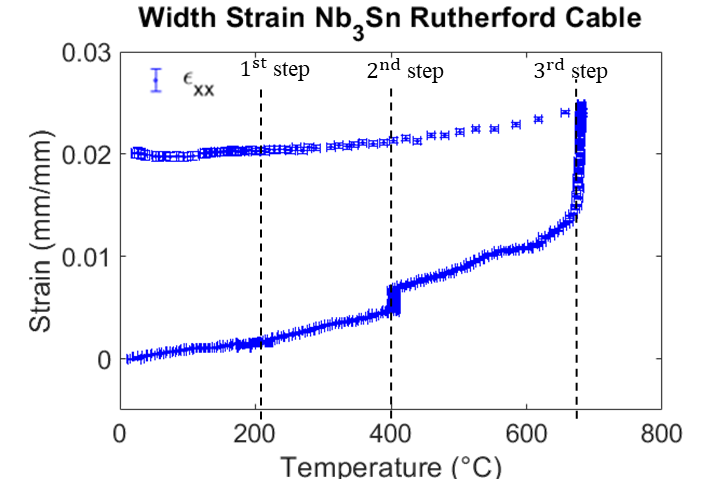 Width Strain Nb3Sn Rutherford Cable
0.03
1st step
2nd step
3rd step
ϵxx
0.02
0.01
0
Strain (mm/mm)
0
200
400
600
800
Temperature (°C)